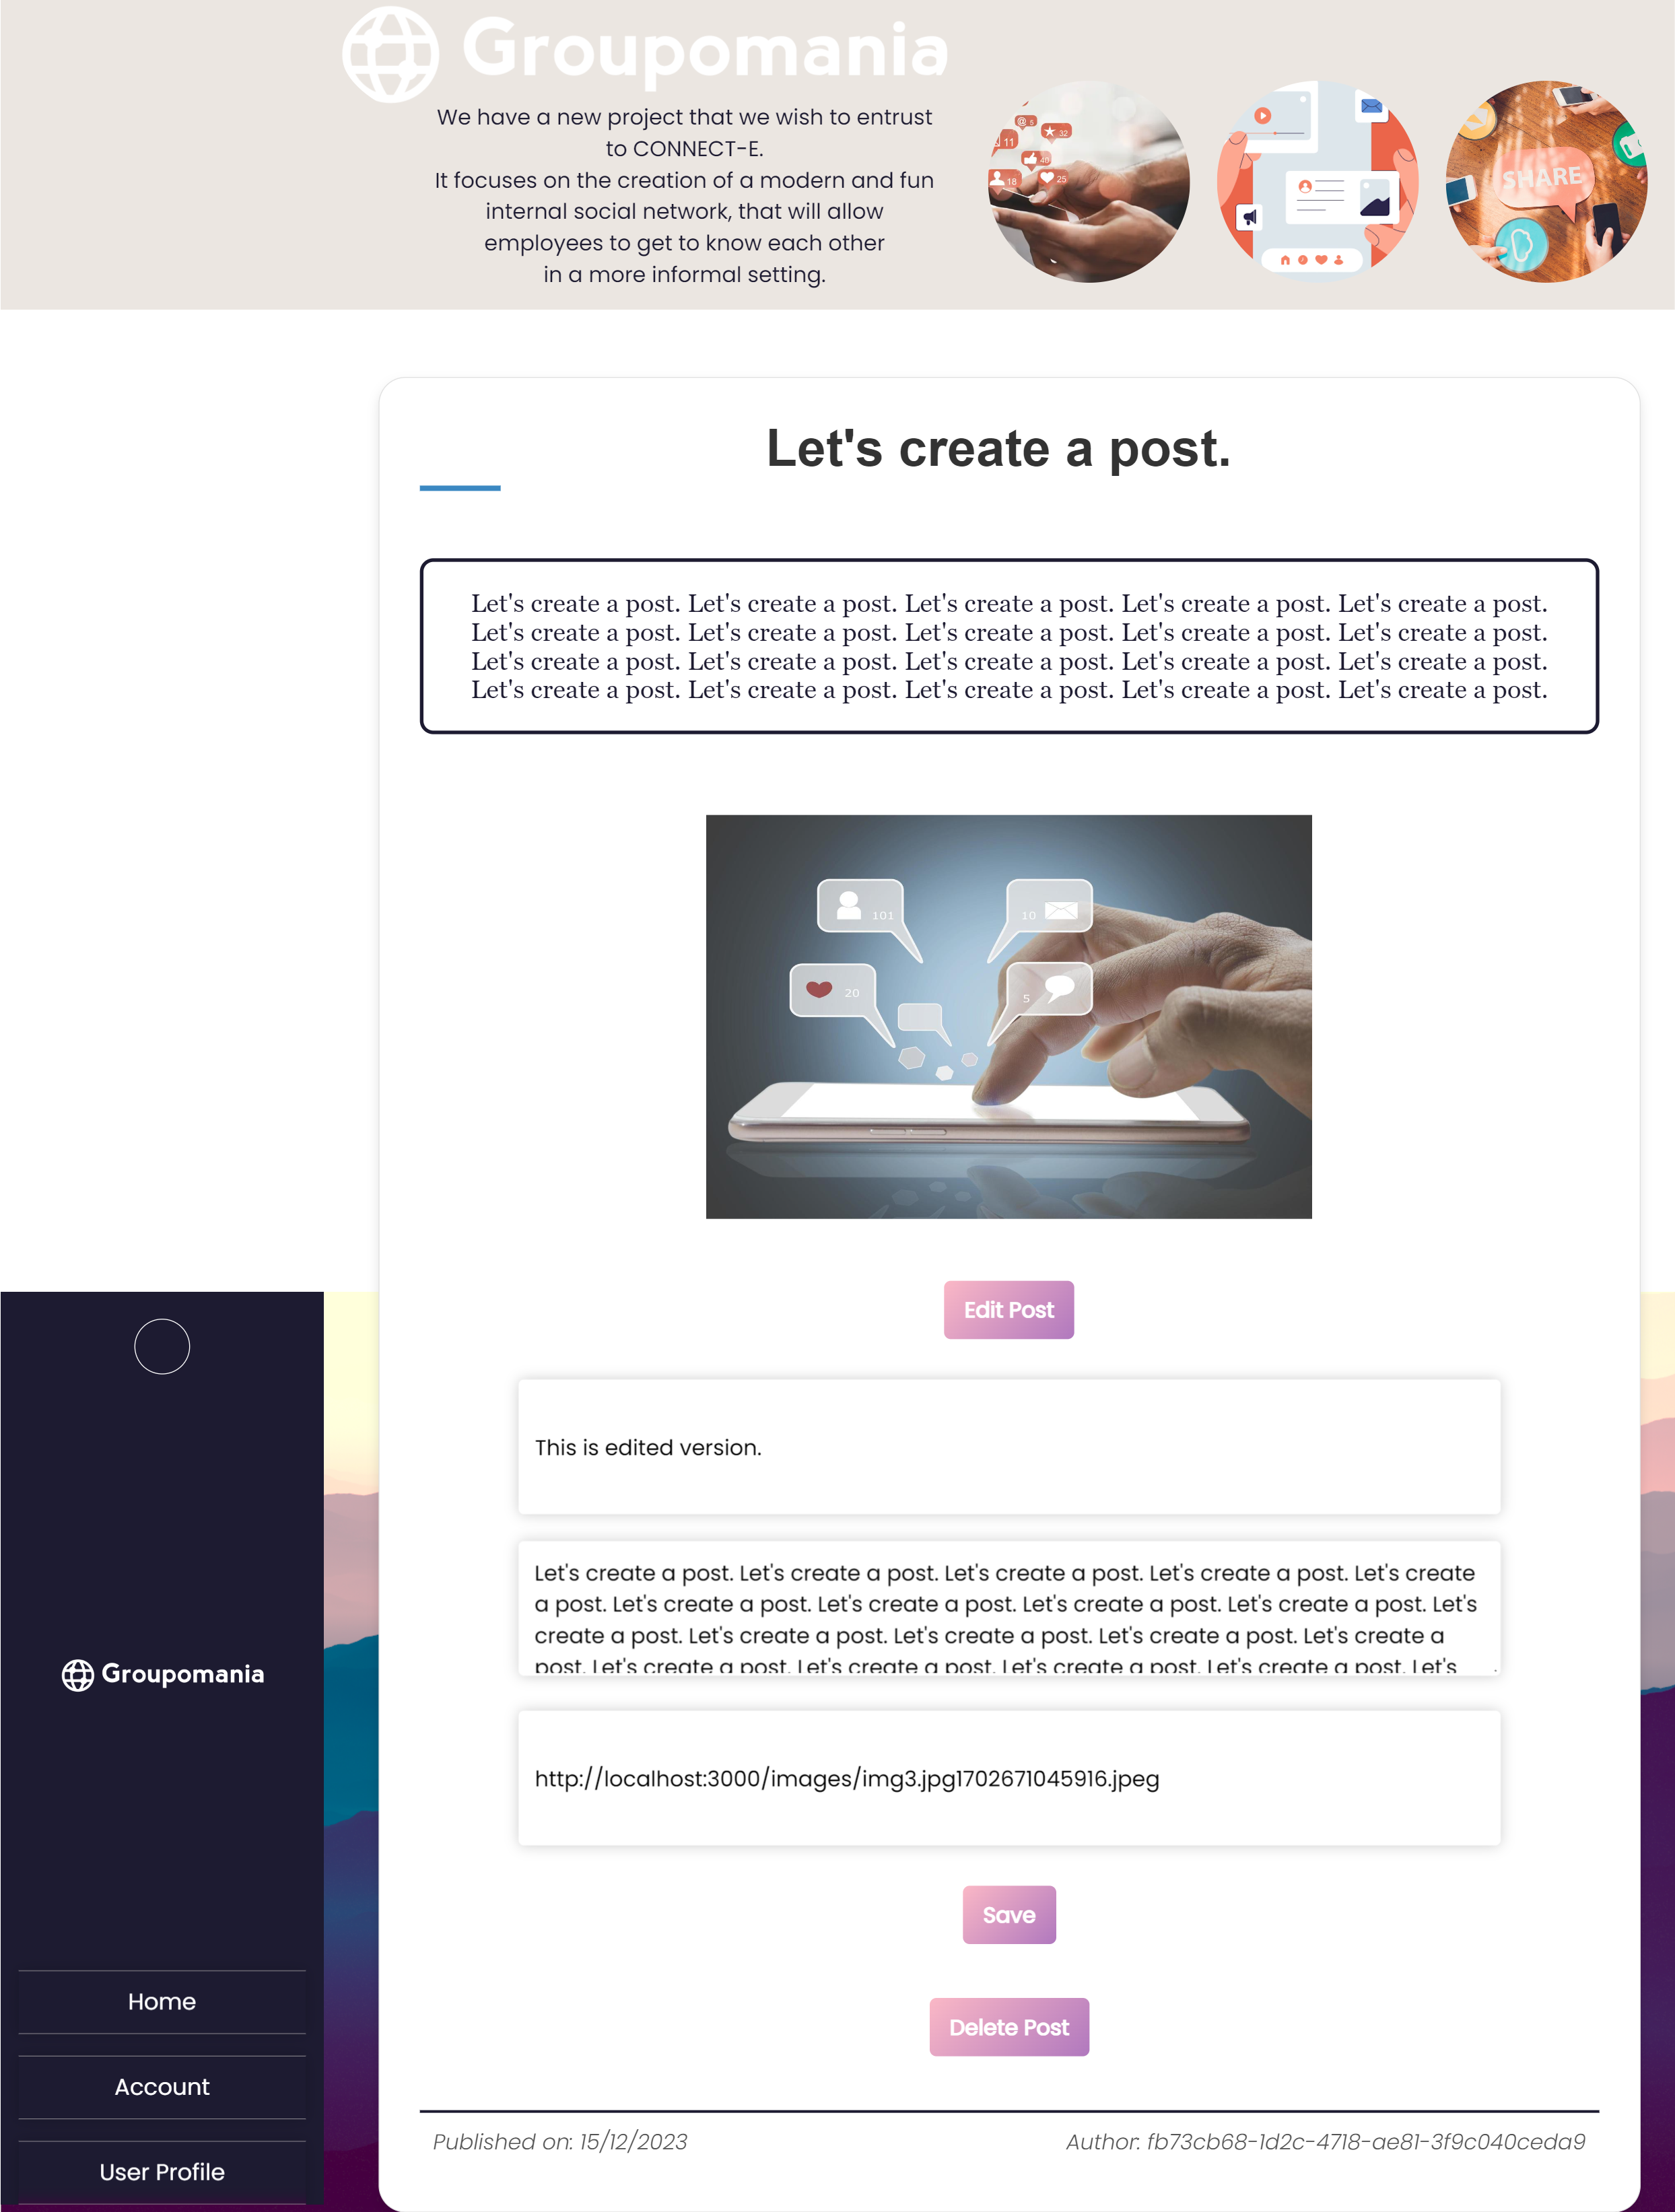 Groupomania
We have a new project that we wish to entrust
to CONNECT-E.
It focuses on the creation of a modern and fun
internal social network, that will allow
employees to get to know each other
in a more informal setting.
@ 5
11
32
40
18
25
SHARE
Let's create a post.
Let's create a post. Let's create a post. Let's create a post. Let's create a post. Let's create a post.
Let's create a post. Let's create a post. Let's create a post. Let's create a post. Let's create a post.
Let's create a post. Let's create a post. Let's create a post. Let's create a post. Let's create a post.
Let's create a post. Let's create a post. Let's create a post. Let's create a post. Let's create a post.
101
10
20
5
Edit Post
This is edited version.
Let's create a post. Let's create a post. Let's create a post. Let's create a post. Let's create
a post. Let's create a post. Let's create a post. Let's create a post. Let's create a post. Let's
create a post. Let's create a post. Let's create a post. Let's create a post. Let's create a
post. Let's create a post. Let's create a post. Let's create a post. Let's create a post. Let's
http://localhost:3000/images/img3.jpg1702671045916.jpeg
Save
Delete Post
Published on: 15/12/2023
Author: fb73cb68-1d2c-4718-ae81-3f9c040ceda9
Groupomania
Home
Account
User Profile